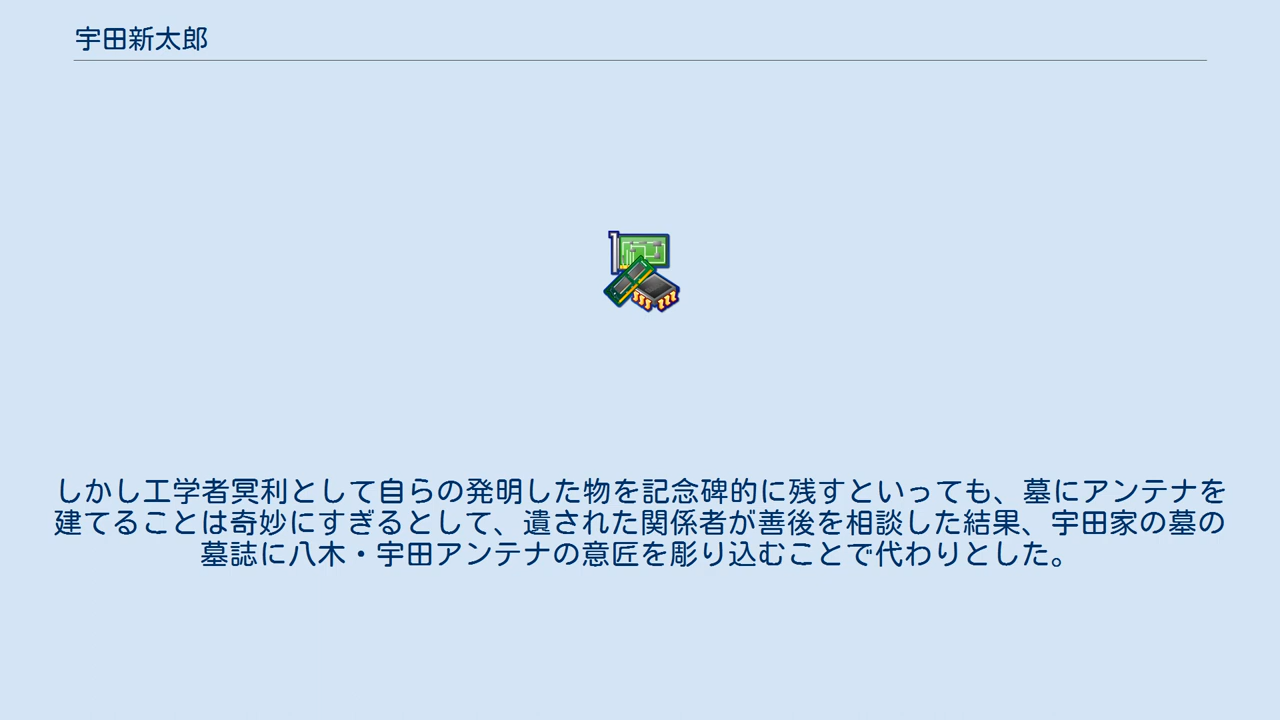 宇田新太郎
しかし工学者冥利として自らの発明した物を記念碑的に残すといっても、墓にアンテナを
建てることは奇妙にすぎるとして、遺された関係者が善後を相談した結果、宇田家の墓の
墓誌に八木・宇田アンテナの意匠を彫り込むことで代わりとした。